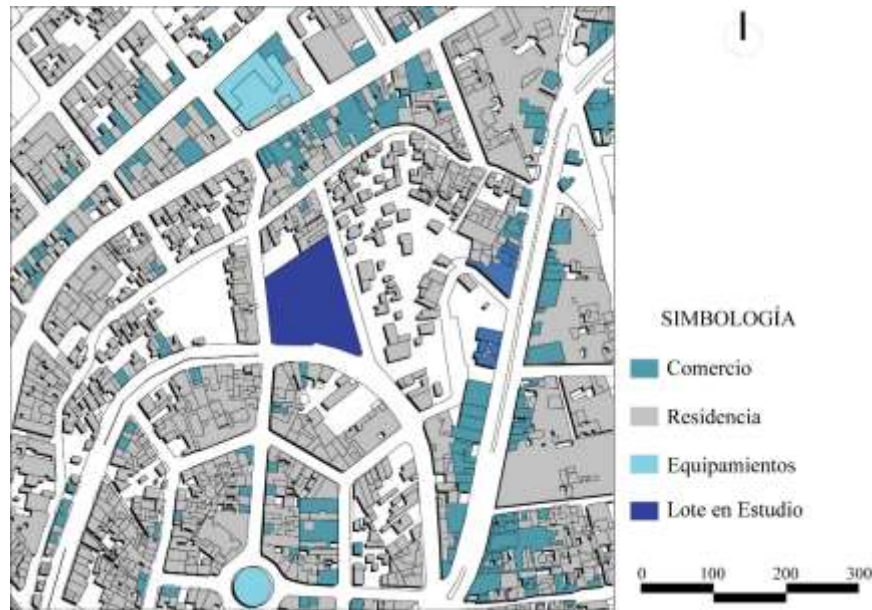 SIMBOLOGÍA
Comercio
Residencia
Equipamientos
Lote en Estudio
0 200
100 300